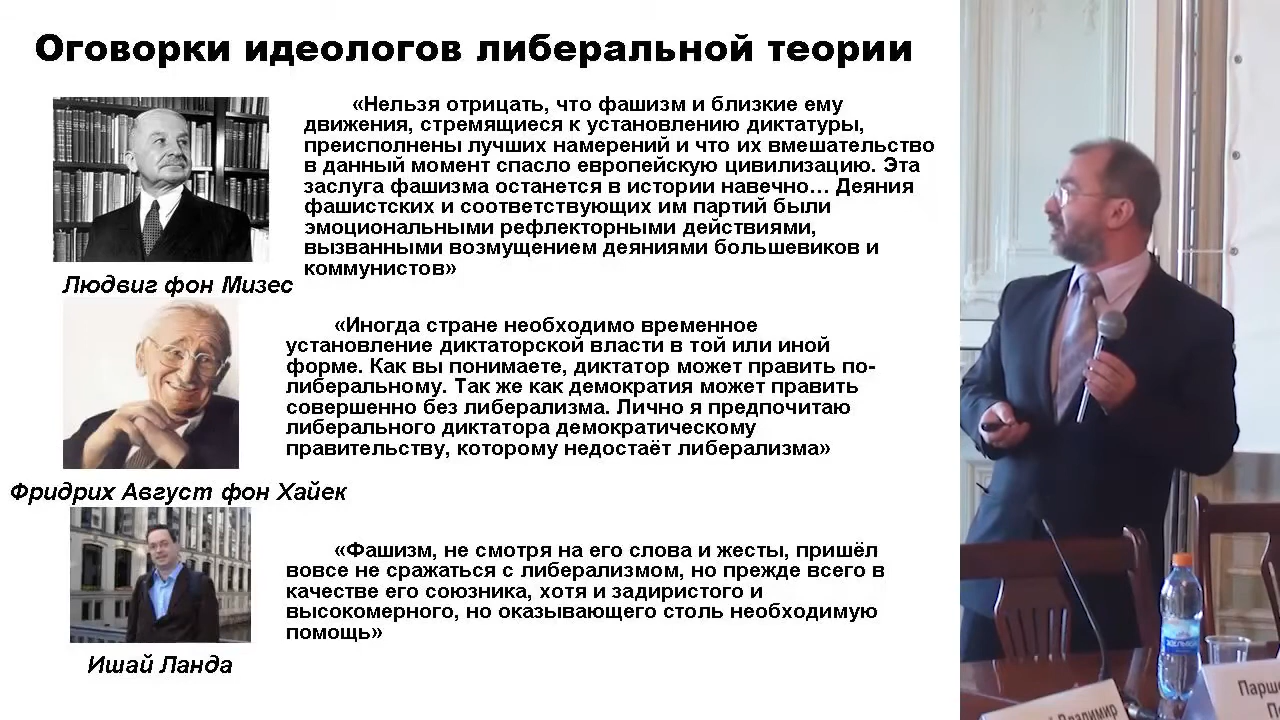 Оговорки идеологов либеральной теории
«Нельзя отрицать, что фашизм и близкие ему
движения, стремящиеся к установлению диктатуры,
преисполнены лучших намерений и что их вмешательство
в данный момент спасло европейскую цивилизацию. Эта
заслуга фашизма останется в истории навечно... Деяния
фашистских и соответствующих им партий были
эмоциональными рефлекторными действиями,
вызванными возмущением деяниями большевиков и
коммунистов»
Людвиг фон Мизес
«Иногда стране необходимо временное
установление диктаторской власти в той или иной
форме. Как вы понимаете, диктатор может править по-
либеральному. Так же как демократия может править
совершенно без либерализма. Лично я предпочитаю
либерального диктатора демократическому
правительству, которому недостаёт либерализма»
Фридрих Август фон Хайек
«Фашизм, не смотря на его слова и жесты, пришёл
вовсе не сражаться с либерализмом, но прежде всего в
качестве его союзника, хотя и задиристого и
высокомерного, но оказывающего столь необходимую
помощь»
Ишай Ланда
Владимир